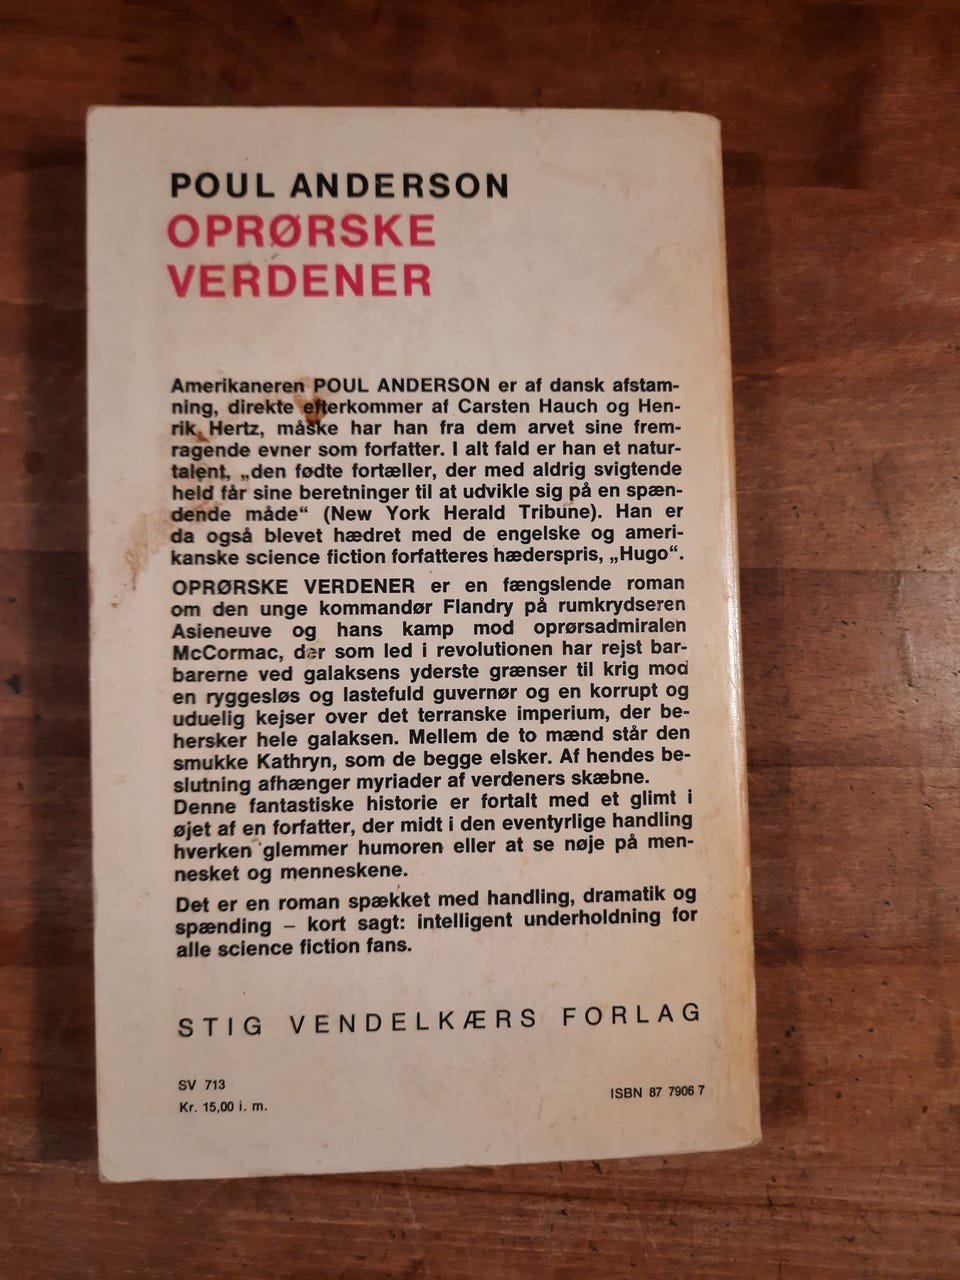 POUL ANDERSON
OPRØRSKE
VERDENER
Amerikaneren POUL ANDERSON er af dansk afstam-
ning, direkte efterkommer af Carsten Hauch og Hen-
rik Hertz, måske har han fra dem arvet sine frem-
ragende evner som forfatter. I alt fald er han et natur-
talent, „den fødte fortæller, der med aldrig svigtende
held får sine beretninger til at udvikle sig på en spæn-
dende måde“ (New York Herald Tribune). Han er
da også blevet hædret med de engelske og ameri-
kanske science fiction forfatteres hæderspris, „Hugo“.
OPRØRSKE VERDENER er en fængslende roman
om den unge kommandør Flandry på rumkrydseren
Asieneuve og hans kamp mod oprørsadmiralen
McCormac, der som led i revolutionen har rejst bar-
barerne ved galaksens yderste grænser til krig mod
en ryggesløs og lastefuld guvernør og en korrupt og
uduelig kejser over det terranske imperium, der be-
hersker hele galaksen. Mellem de to mænd står den
smukke Kathryn, som de begge elsker. Af hendes be-
slutning afhænger myriader af verdeners skæbne.
Denne fantastiske historie er fortalt med et glimt i
øjet af en forfatter, der midt i den eventyrlige handling
hverken glemmer humoren eller at se nøje på men-
nesket og menneskene.
Det er en roman spækket med handling, dramatik og
spænding – kort sagt: intelligent underholdning for
alle science fiction fans.
STIG VENDELKÆRS FORLAG
SV 713
Kr. 15,00 i. m.
ISBN 87 7906 7